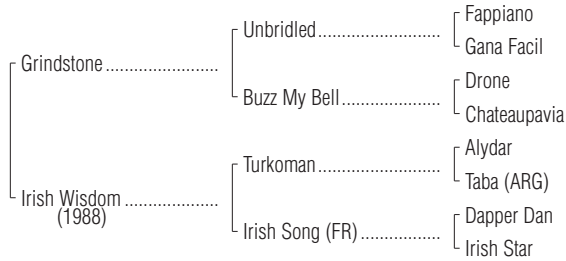 Fappiano
Unbridled
Gana Facil
Grindstone
Drone
Buzz My Bell
Chateaupavia
Alydar
Turkoman
Taba (ARG)
Irish Wisdom
(1988)
Dapper Dan
Irish Song (FR)
Irish Star